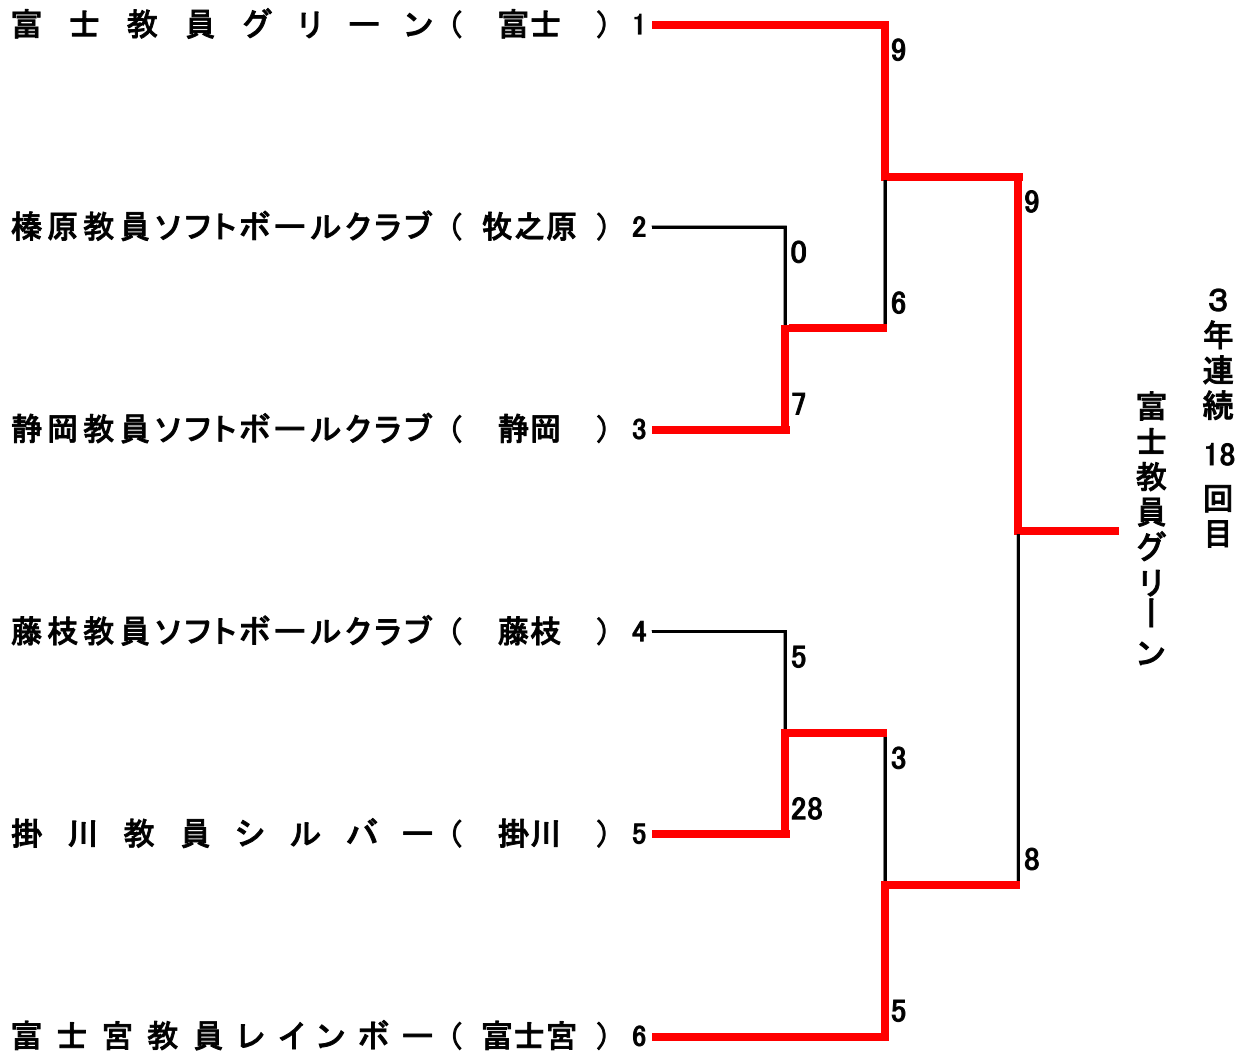 富士教員グリーン（ 富士 ） 1
9
9
榛原教員ソフトボールクラブ（ 牧之原 ） 2
0
6
7
静岡教員ソフトボールクラブ（ 静岡 ） 3
3年連続 18 回目
富士教員グリーン
藤枝教員ソフトボールクラブ（ 藤枝 ） 4
5
3
28
掛川教員シルバー（ 掛川 ） 5
8
5
富士宮教員レインボー（ 富士宮 ） 6